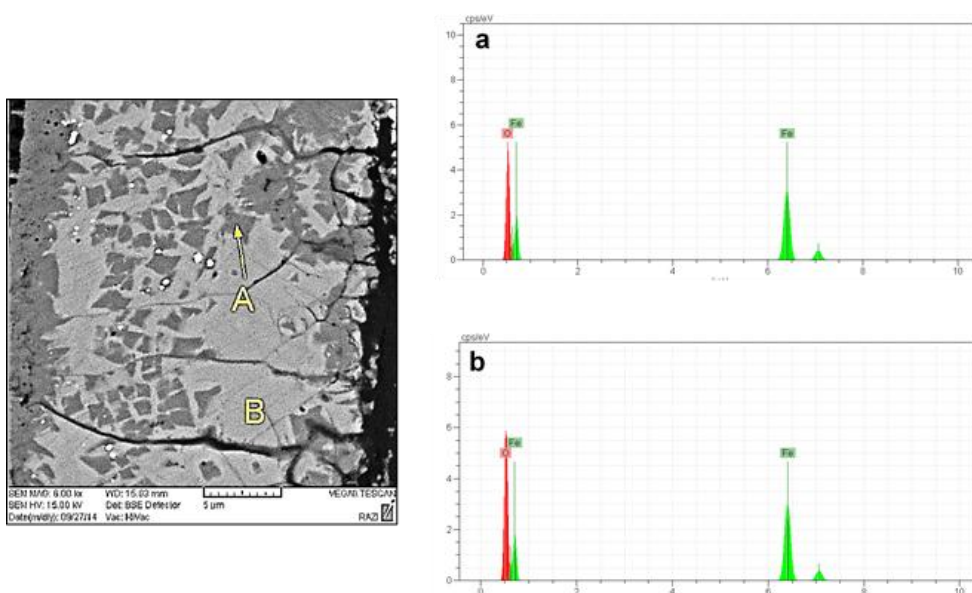 A
B
SEM MAG: 6.00 kx WD: 15.03 mm
SEM HV: 15.00 kV Det: BSE Detector 5 µm VEGA\\ TESCAN
Date(m/d/y): 09/27/14 Vac: HiVac RAZI
cps/eV
a
10
8
6
4
2
0
O Fe Fe
0 2 4 6 8 10
cps/eV
b
8
6
4
2
0
O Fe Fe
0 2 4 6 8 10